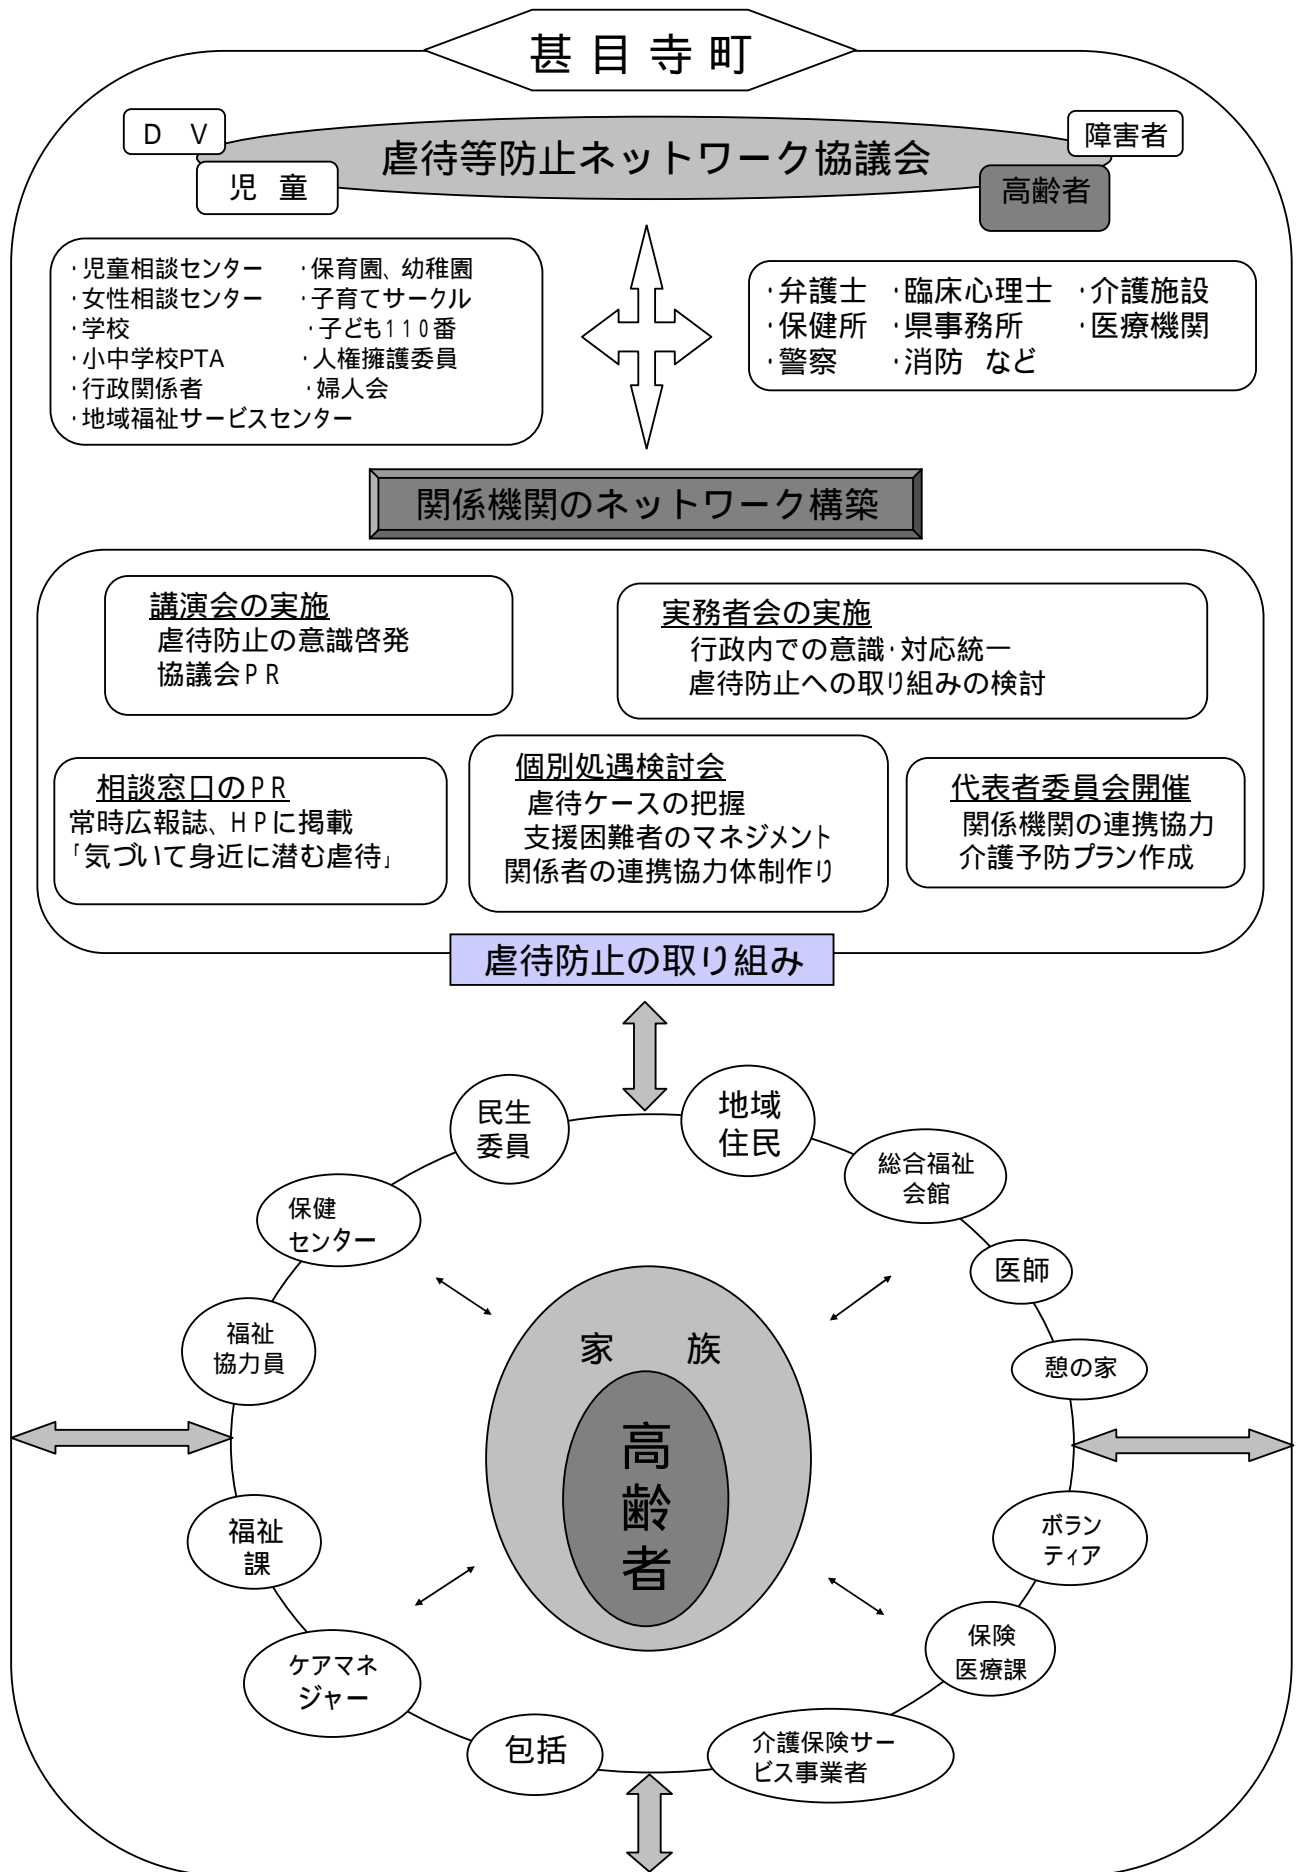 甚目寺町
DV
虐待等防止ネットワーク協議会
障害者
児童
高齢者
・児童相談センター ・保育園、幼稚園
・女性相談センター ・子育てサークル
・学校 ・子ども110番
・小中学校PTA ・人権擁護委員
・行政関係者 ・婦人会
・地域福祉サービスセンター
・弁護士 ・臨床心理士 ・介護施設
・保健所 ・県事務所 ・医療機関
・警察 ・消防 など
関係機関のネットワーク構築
講演会の実施
虐待防止の意識啓発
協議会PR
実務者会の実施
行政内での意識・対応統一
虐待防止への取り組みの検討
相談窓口のPR
常時広報誌、HPに掲載
「気づいて身近に潜む虐待」
個別処遇検討会
虐待ケースの把握
支援困難者のマネジメント
関係者の連携協力体制作り
代表者委員会開催
関係機関の連携協力
介護予防プラン作成
虐待防止の取り組み
民生
委員
地域
住民
総合福祉
会館
保健
センター
医師
福祉
協力員
憩の家
家族
高齢者
福祉
課
ボラン
ティア
ケアマネ
ジャー
保険
医療課
包括
介護保険サー
ビス事業者